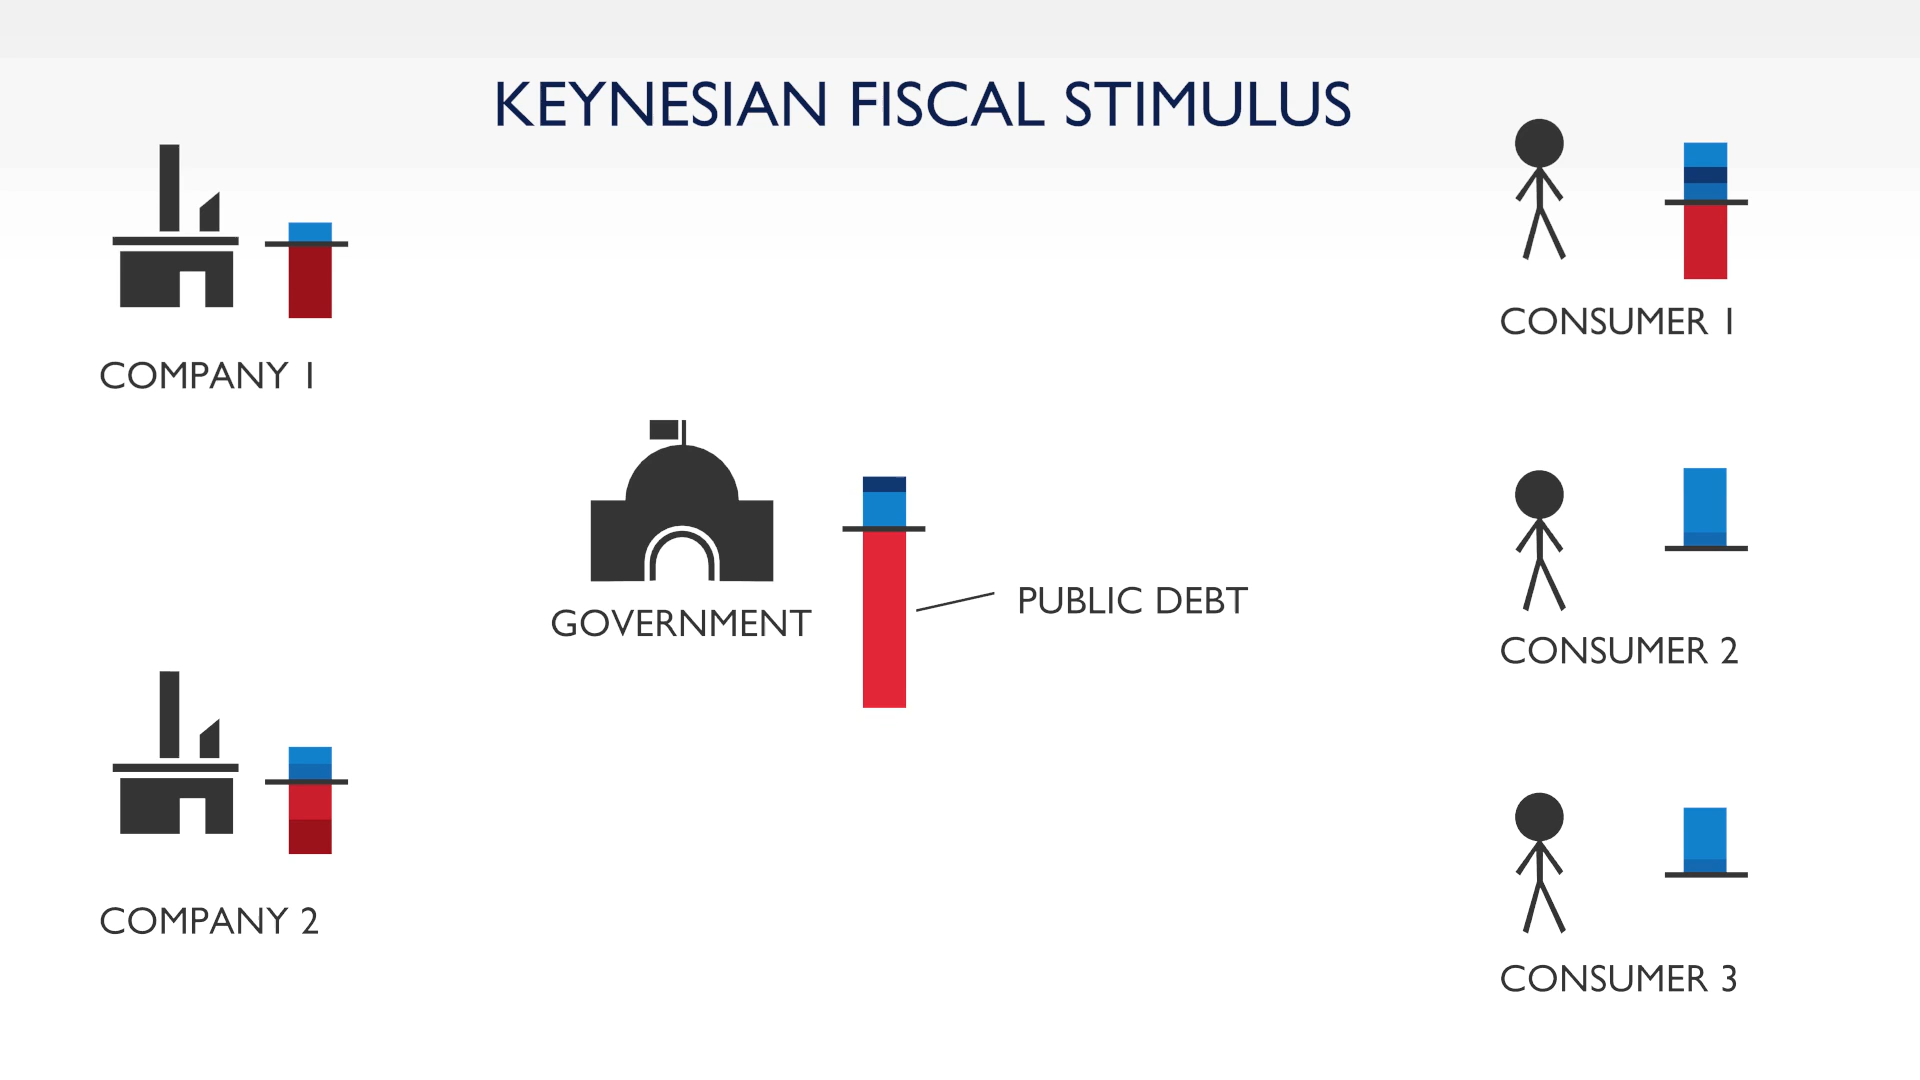 KEYNESIAN FISCAL STIMULUS
CONSUMER 1
COMPANY 1
PUBLIC DEBT
GOVERNMENT
CONSUMER 2
COMPANY 2
CONSUMER 3